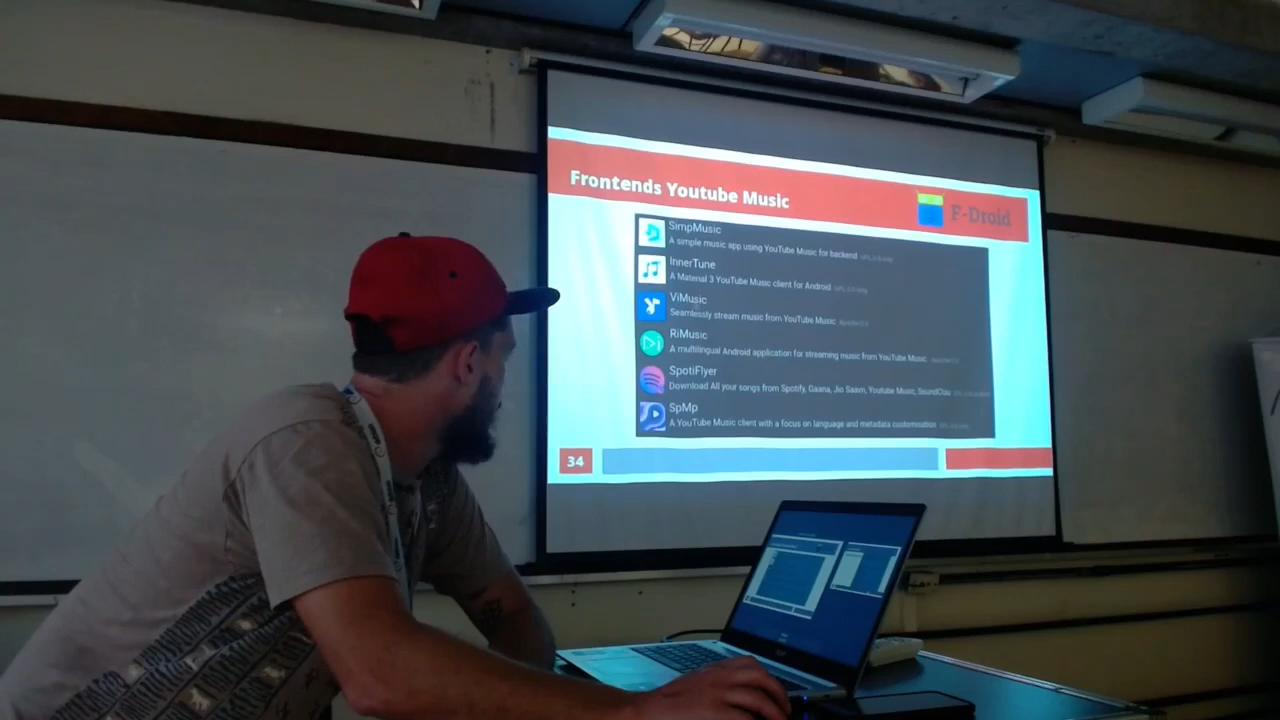 Frontends Youtube Music
F-Droid
SimpMusic
A simple music app using YouTube Music for backend
InnerTune
A Material 3 YouTube Music client for Android
ViMusic
Seamlessly stream music from YouTube Music
RiMusic
A multilingual Android application for streaming music from YouTube Music
SpotiFlyer
Download All your songs from Spotify, Gaana, Jio Saavn, Youtube Music, SoundClou
SpMp
A YouTube Music client with a focus on language and metadata customisation
34